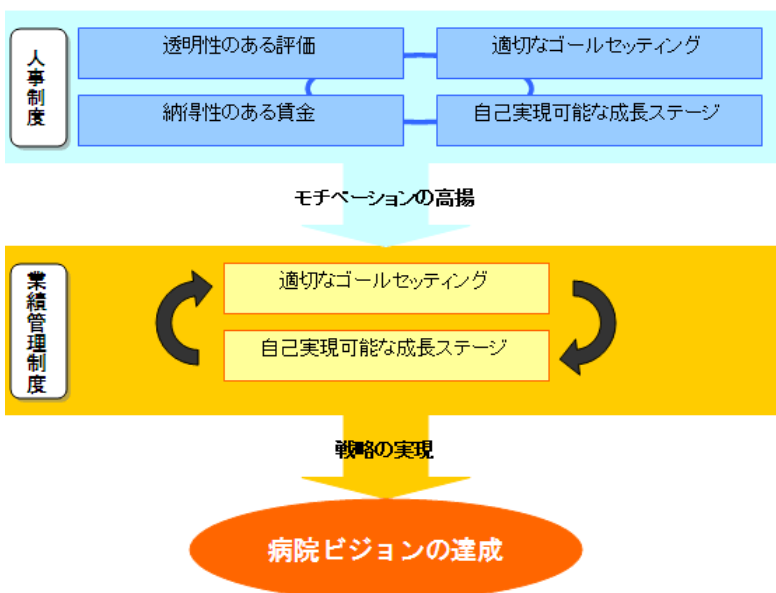 人事制度
透明性のある評価
適切なゴールセッティング
納得性のある賃金
自己実現可能な成長ステージ
モチベーションの高揚
業績管理制度
適切なゴールセッティング
自己実現可能な成長ステージ
戦略の実現
病院ビジョンの達成